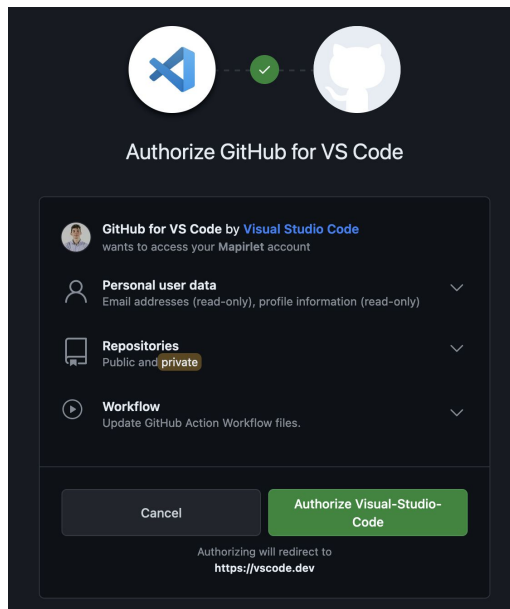 Authorize GitHub for VS Code
GitHub for VS Code by Visual Studio Code
wants to access your Mapirlet account
Personal user data
Email addresses (read-only), profile information (read-only)
Repositories
Public and private
Workflow
Update GitHub Action Workflow files.
Cancel
Authorize Visual-Studio-
Code
Authorizing will redirect to
https://vscode.dev